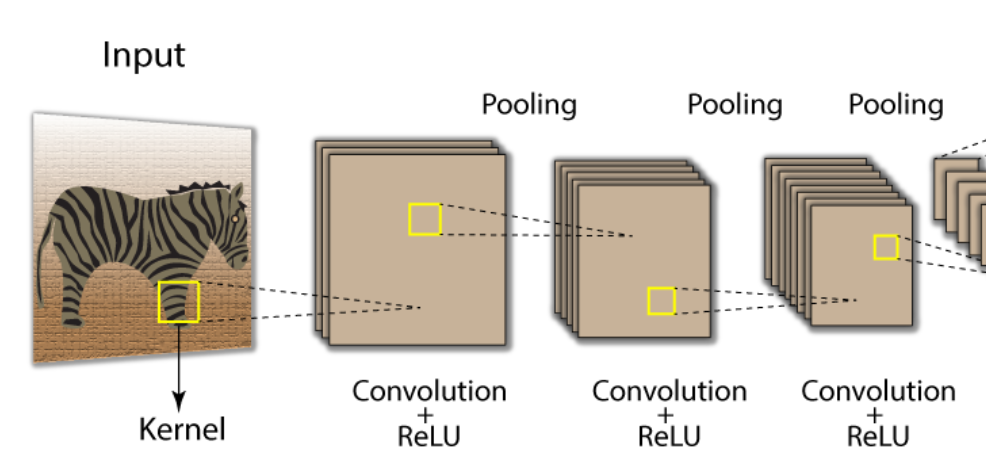 Input
Pooling
Pooling
Pooling
Convolution
+
ReLU
Convolution
+
ReLU
Convolution
+
ReLU
Kernel